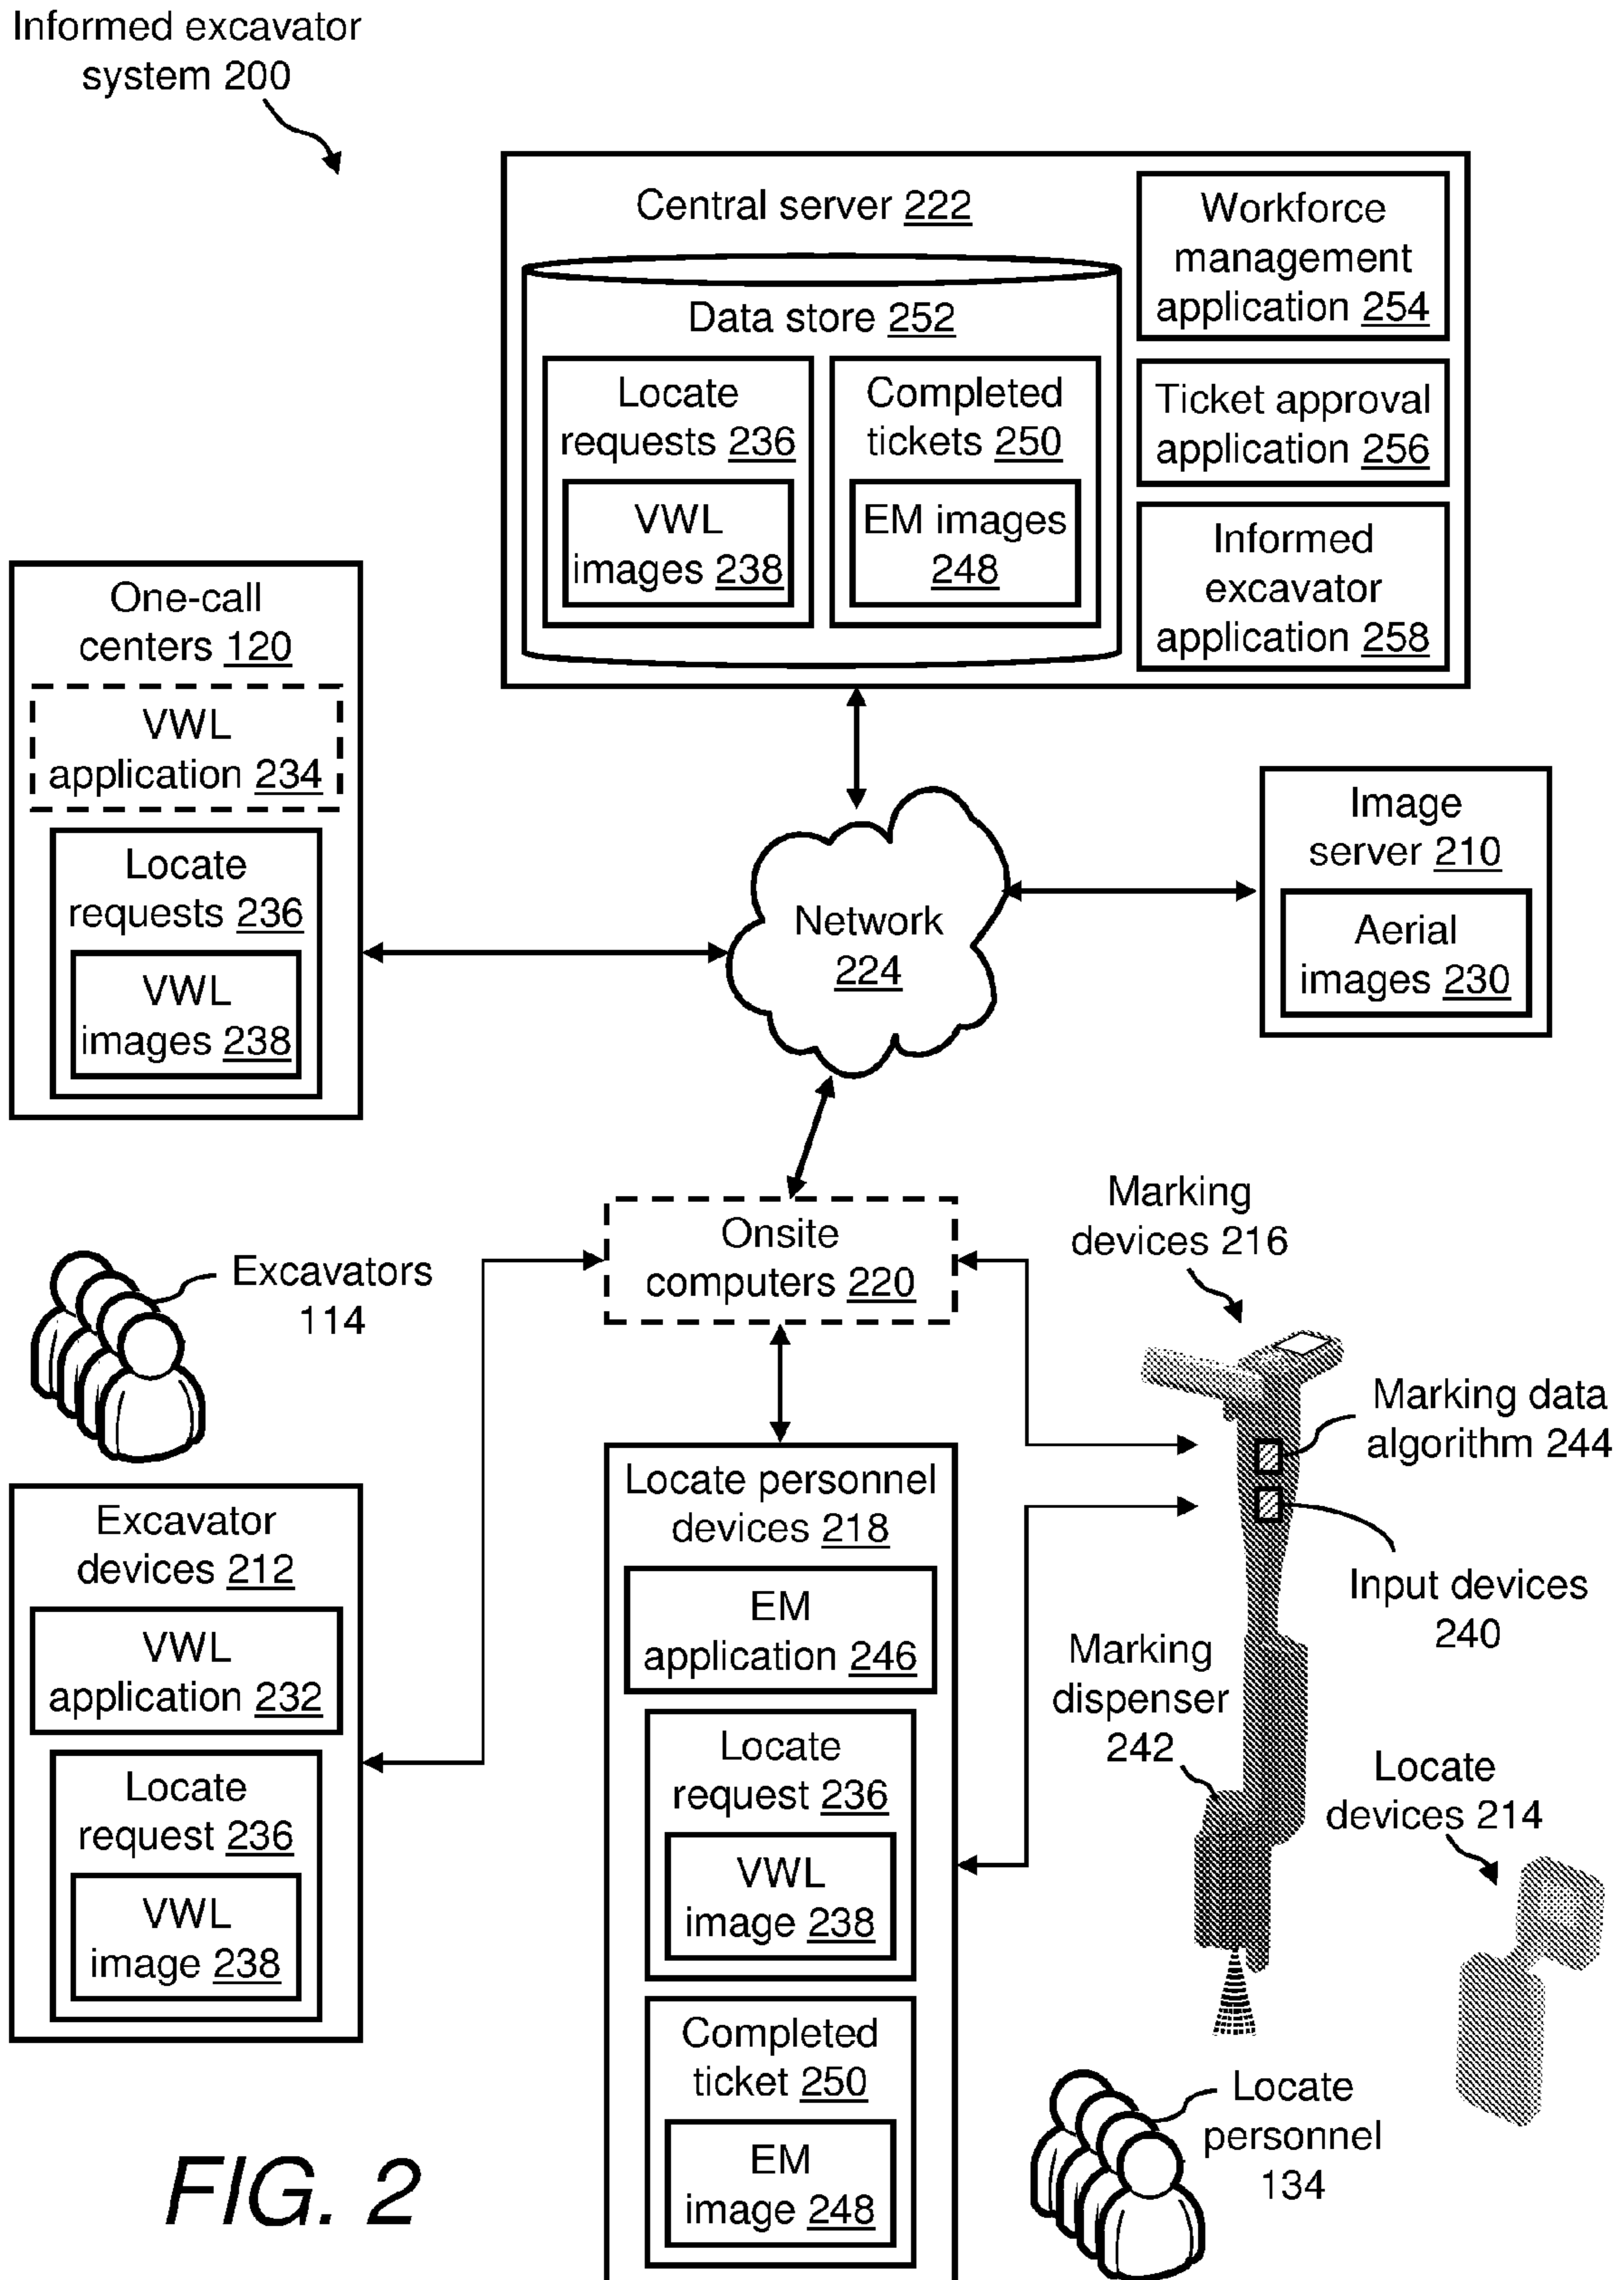 Informed excavator
system 200
Central server 222
Data store 252
Locate
requests 236
VWL
images 238
Completed
tickets 250
EM images
248
Workforce
management
application 254
Ticket approval
application 256
Informed
excavator
application 258
One-call
centers 120
VWL
application 234
Locate
requests 236
VWL
images 238
Network
224
Image
server 210
Aerial
images 230
Onsite
computers 220
Excavators
114
Excavator
devices 212
VWL
application 232
Locate
request 236
VWL
image 238
Locate personnel
devices 218
EM
application 246
Locate
request 236
VWL
image 238
Completed
ticket 250
EM
image 248
Marking
devices 216
Marking data
algorithm 244
Input devices
240
Marking
dispenser
242
Locate
devices 214
Locate
personnel
134
FIG. 2